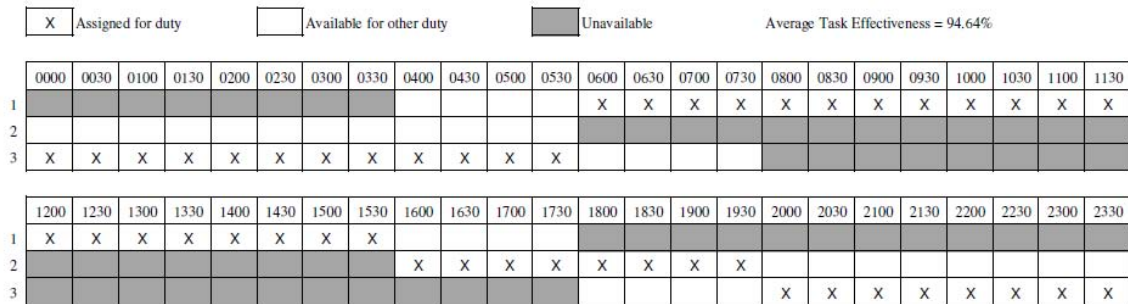 X Assigned for duty Available for other duty Unavailable Average Task Effectiveness = 94.64%
0000 0030 0100 0130 0200 0230 0300 0330 0400 0430 0500 0530 0600 0630 0700 0730 0800 0830 0900 0930 1000 1030 1100 1130
1 X X X X X X X X X X X X
2
3 X X X X X X X X X X X X
1200 1230 1300 1330 1400 1430 1500 1530 1600 1630 1700 1730 1800 1830 1900 1930 2000 2030 2100 2130 2200 2230 2300 2330
1 X X X X X X X X
2 X X X X X X X X
3 X X X X X X X X